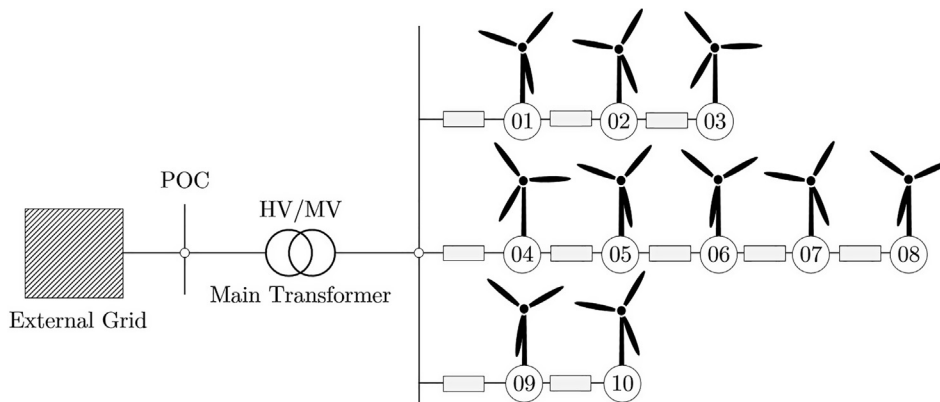 01 02 03
POC
HV/MV
04 05 06 07 08
Main Transformer
External Grid
09 10